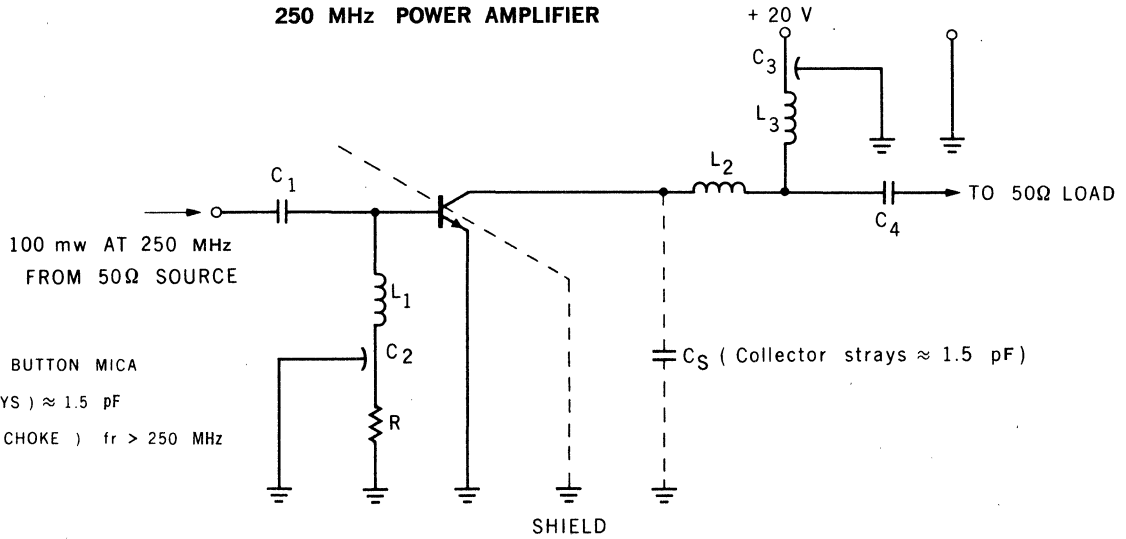 250 MHz POWER AMPLIFIER
+ 20 V
C3
L3
L2
C1
TO 50Ω LOAD
C4
100 mw AT 250 MHz
FROM 50Ω SOURCE
L1
C2
CS ( Collector strays ≈ 1.5 pF)
BUTTON MICA
YS ) ≈ 1.5 pF
R
CHOKE ) fr > 250 MHz
SHIELD